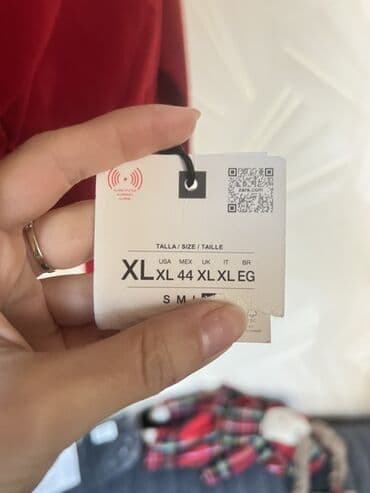 zara.com
TALLA / SIZE / TAILLE
USA MEX UK IT BR
XL XL 44 XL XL EG
S M L